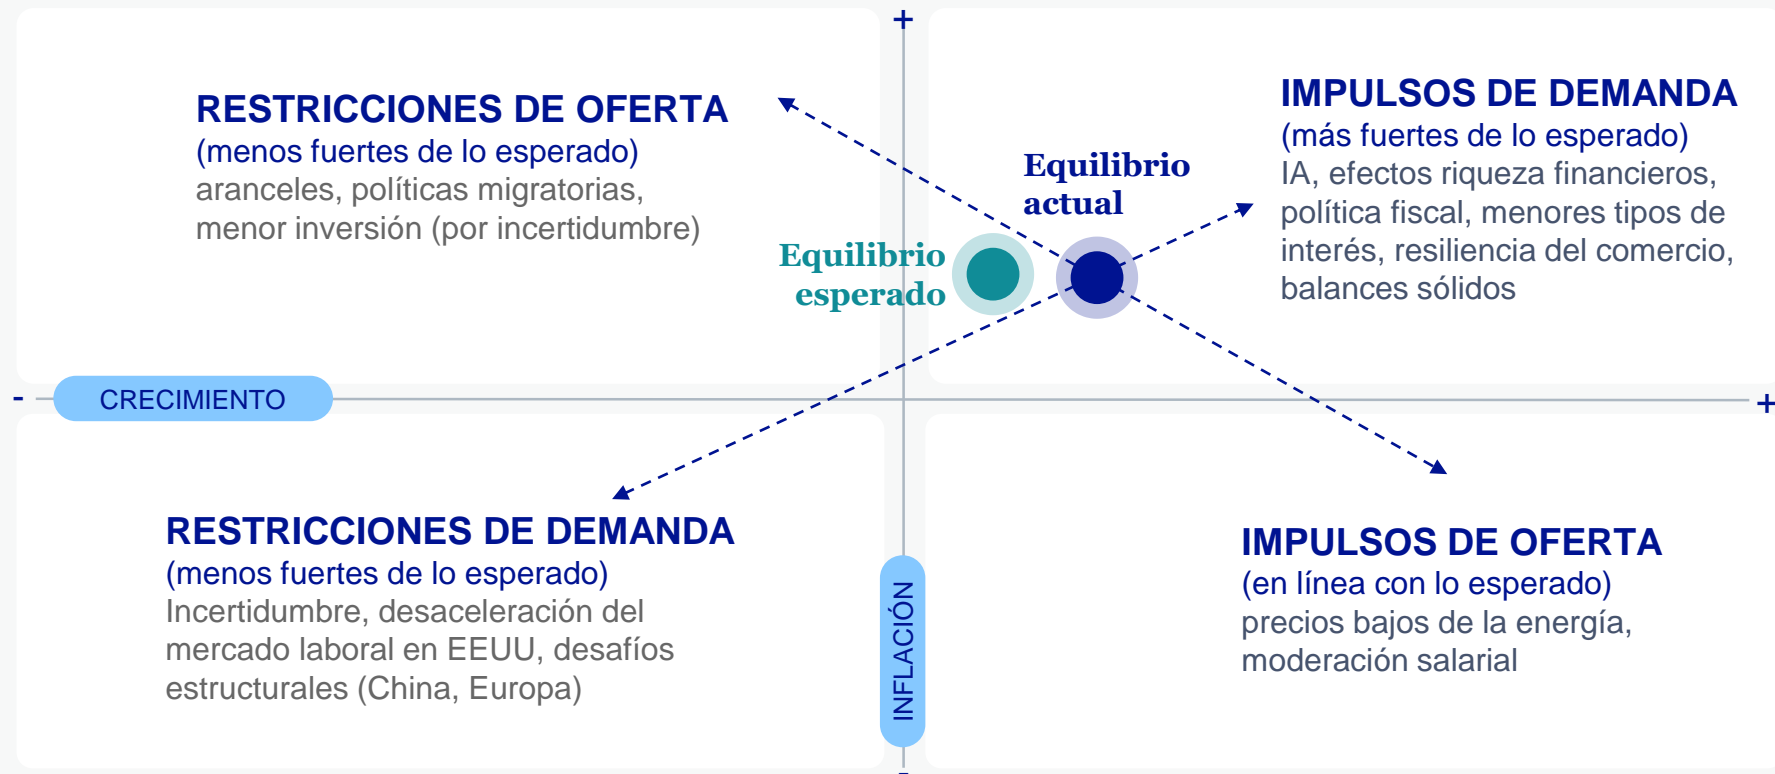 +
RESTRICCIONES DE OFERTA
(menos fuertes de lo esperado)
aranceles, políticas migratorias,
menor inversión (por incertidumbre)
IMPULSOS DE DEMANDA
(más fuertes de lo esperado)
IA, efectos riqueza financieros,
política fiscal, menores tipos de
interés, resiliencia del comercio,
balances sólidos
Equilibrio
actual
Equilibrio
esperado
-
CRECIMIENTO
+
RESTRICCIONES DE DEMANDA
(menos fuertes de lo esperado)
Incertidumbre, desaceleración del
mercado laboral en EEUU, desafíos
estructurales (China, Europa)
INFLACIÓN
IMPULSOS DE OFERTA
(en línea con lo esperado)
precios bajos de la energía,
moderación salarial
-